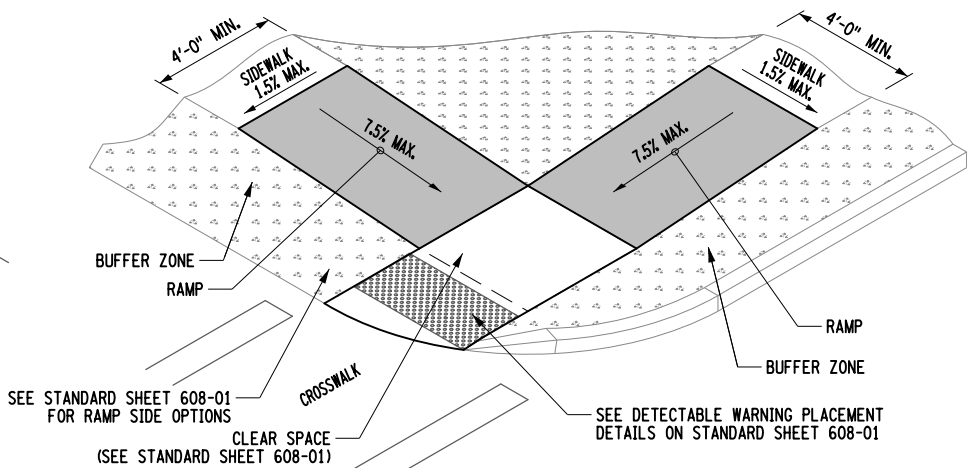 4'-0" MIN.
SIDEWALK
1.5% MAX.
7.5% MAX.
4'-0" MIN.
SIDEWALK
1.5% MAX.
7.5% MAX.
BUFFER ZONE
RAMP
RAMP
BUFFER ZONE
SEE STANDARD SHEET 608-01
FOR RAMP SIDE OPTIONS
CROSSWALK
CLEAR SPACE
(SEE STANDARD SHEET 608-01)
SEE DETECTABLE WARNING PLACEMENT
DETAILS ON STANDARD SHEET 608-01